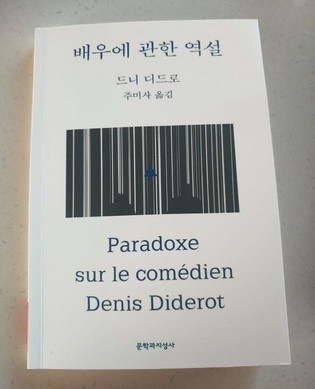 배우에 관한 역설
드니 디드로
주미사 옮김
Paradoxe
sur le comédien
Denis Diderot
문학과지성사